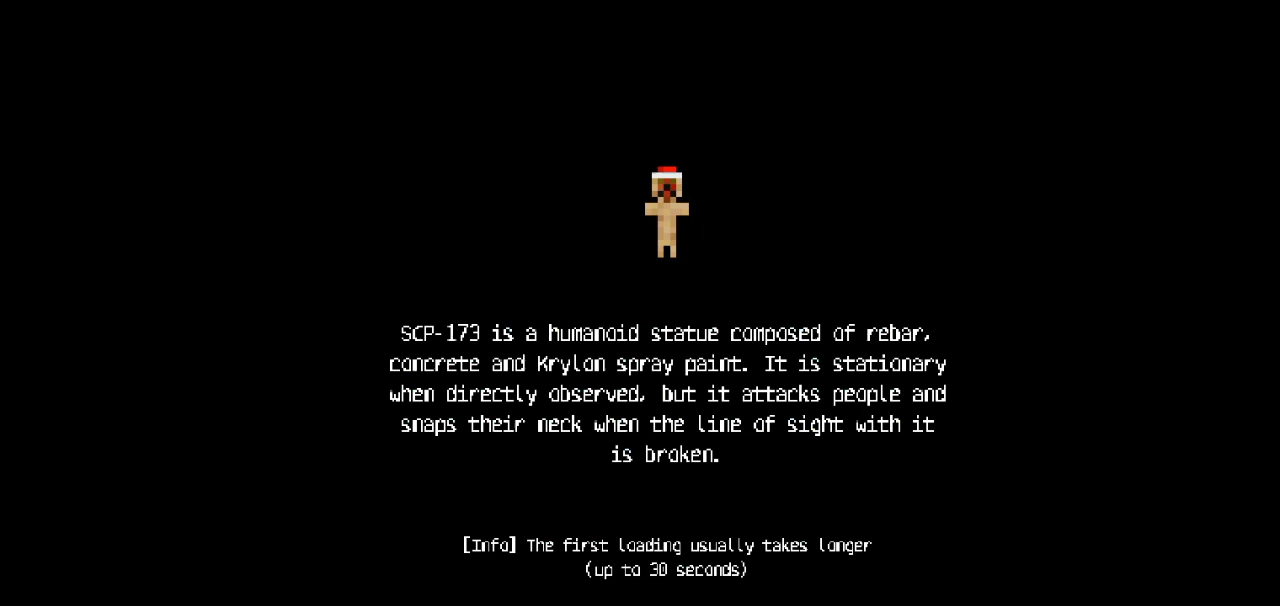 SCP-173 is a humanoid statue composed of rebar,
concrete and Krylon spray paint. It is stationary
when directly observed, but it attacks people and
snaps their neck when the line of sight with it
is broken.
[Info] The first loading usually takes longer
(up to 30 seconds)